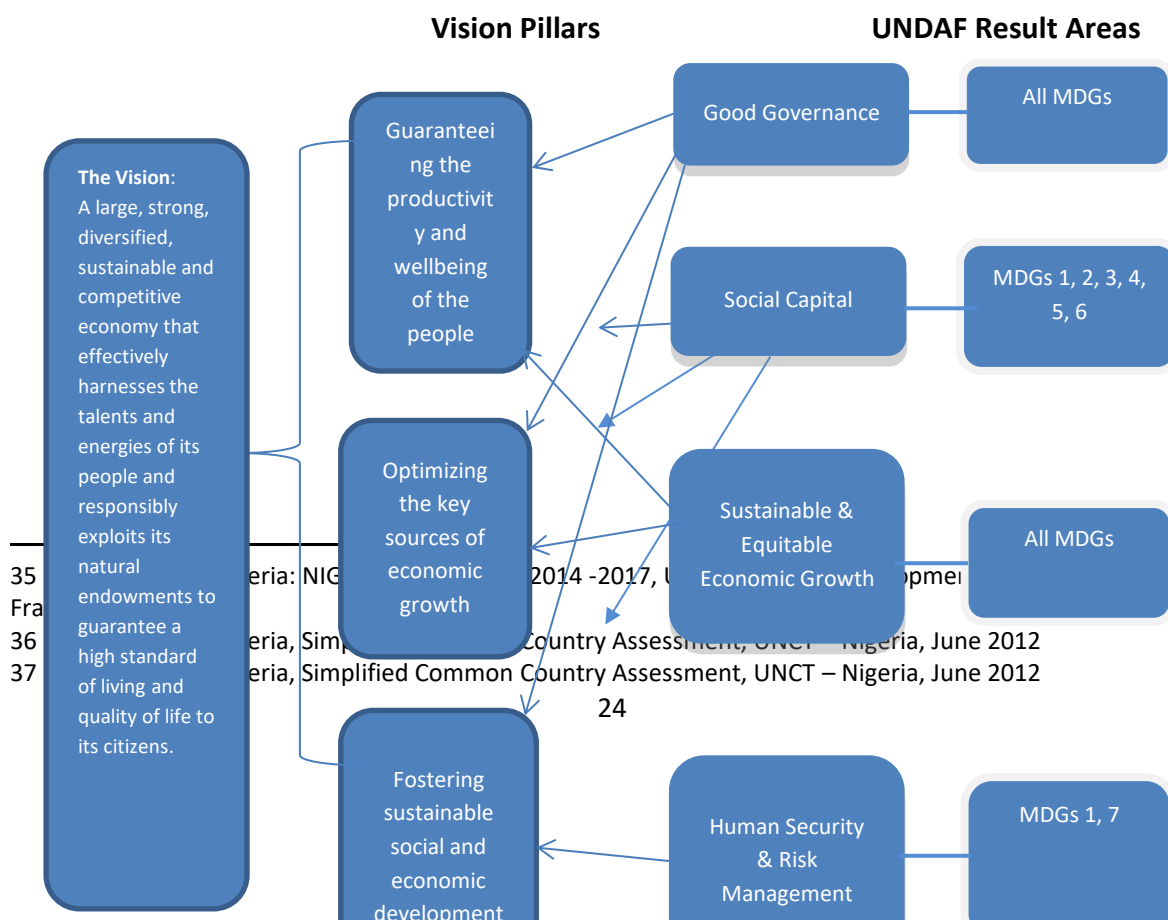 Vision Pillars
UNDAF Result Areas
The Vision:
A large, strong,
diversified,
sustainable and
competitive
economy that
effectively
harnesses the
talents and
energies of its
people and
responsibly
exploits its
natural
endowments to
guarantee a
high standard
of living and
quality of life to
its citizens.
Guaranteei
ng the
productivit
y and
wellbeing
of the
people
Optimizing
the key
sources of
economic
growth
Fostering
sustainable
social and
economic
development
Good Governance
Social Capital
Sustainable &
Equitable
Economic Growth
Human Security
& Risk
Management
All MDGs
MDGs 1, 2, 3, 4,
5, 6
All MDGs
MDGs 1, 7
35 eria: NIG 2014 -2017, U opmen
Fra
36 eria, Simp Country Assessment, UNCT – Nigeria, June 2012
37 eria, Simplified Common Country Assessment, UNCT – Nigeria, June 2012
24